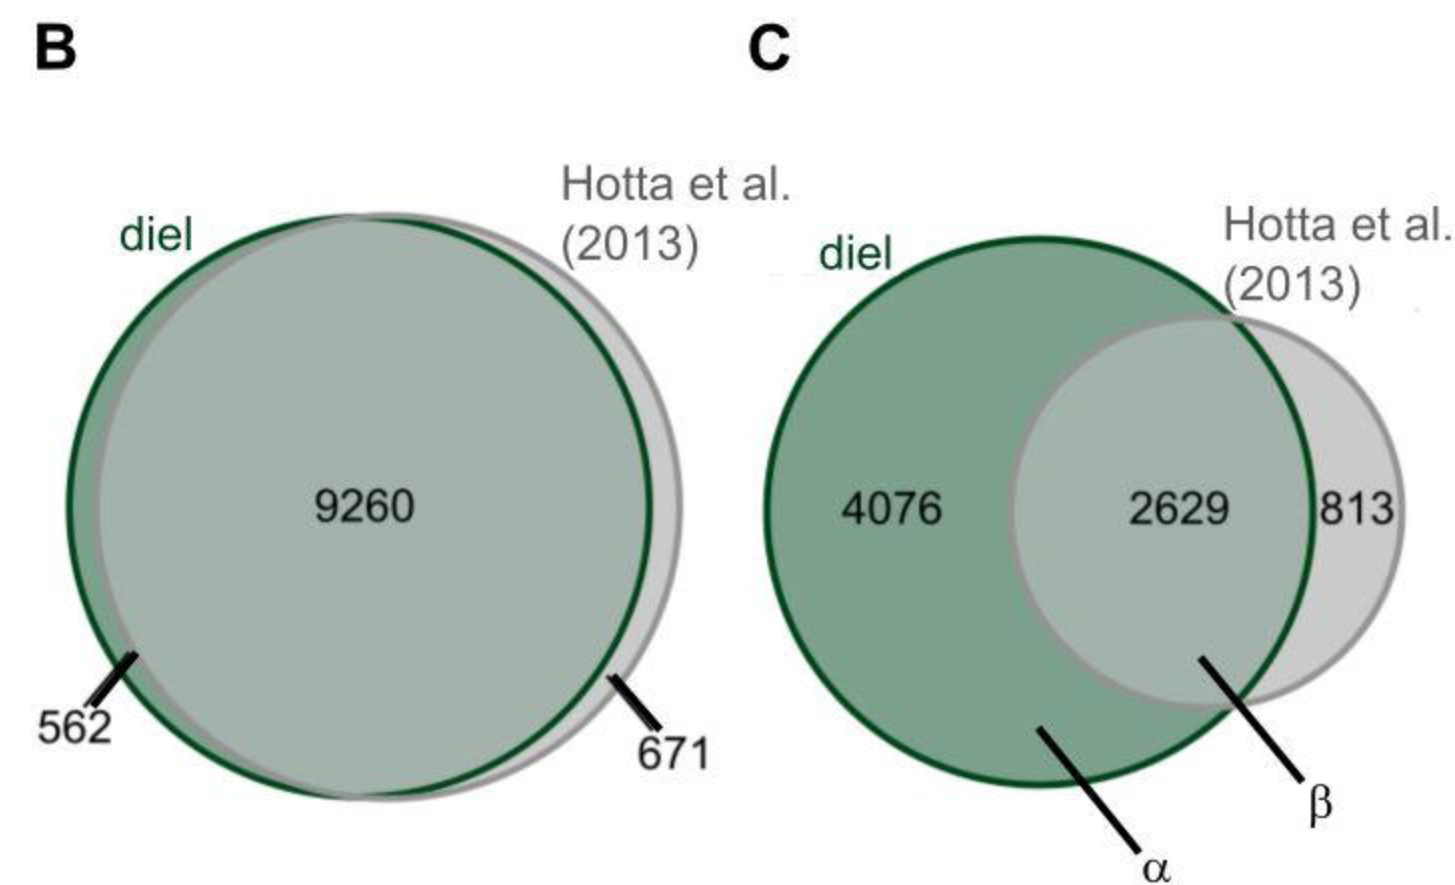 B
C
Hotta et al.
(2013)
diel
9260
562
671
Hotta et al.
(2013)
diel
4076
2629
813
β
α